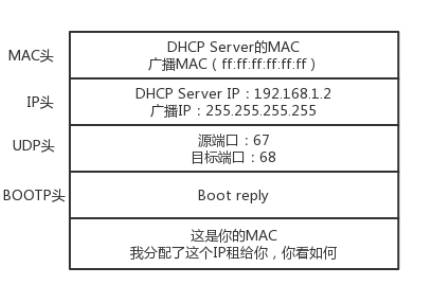 MAC头
DHCP Server的MAC
广播MAC（ff:ff:ff:ff:ff:ff）
IP头
DHCP Server IP：192.168.1.2
广播IP：255.255.255.255
UDP头
源端口：67
目标端口：68
BOOTP头
Boot reply
这是你的MAC
我分配了这个IP租给你，你看如何